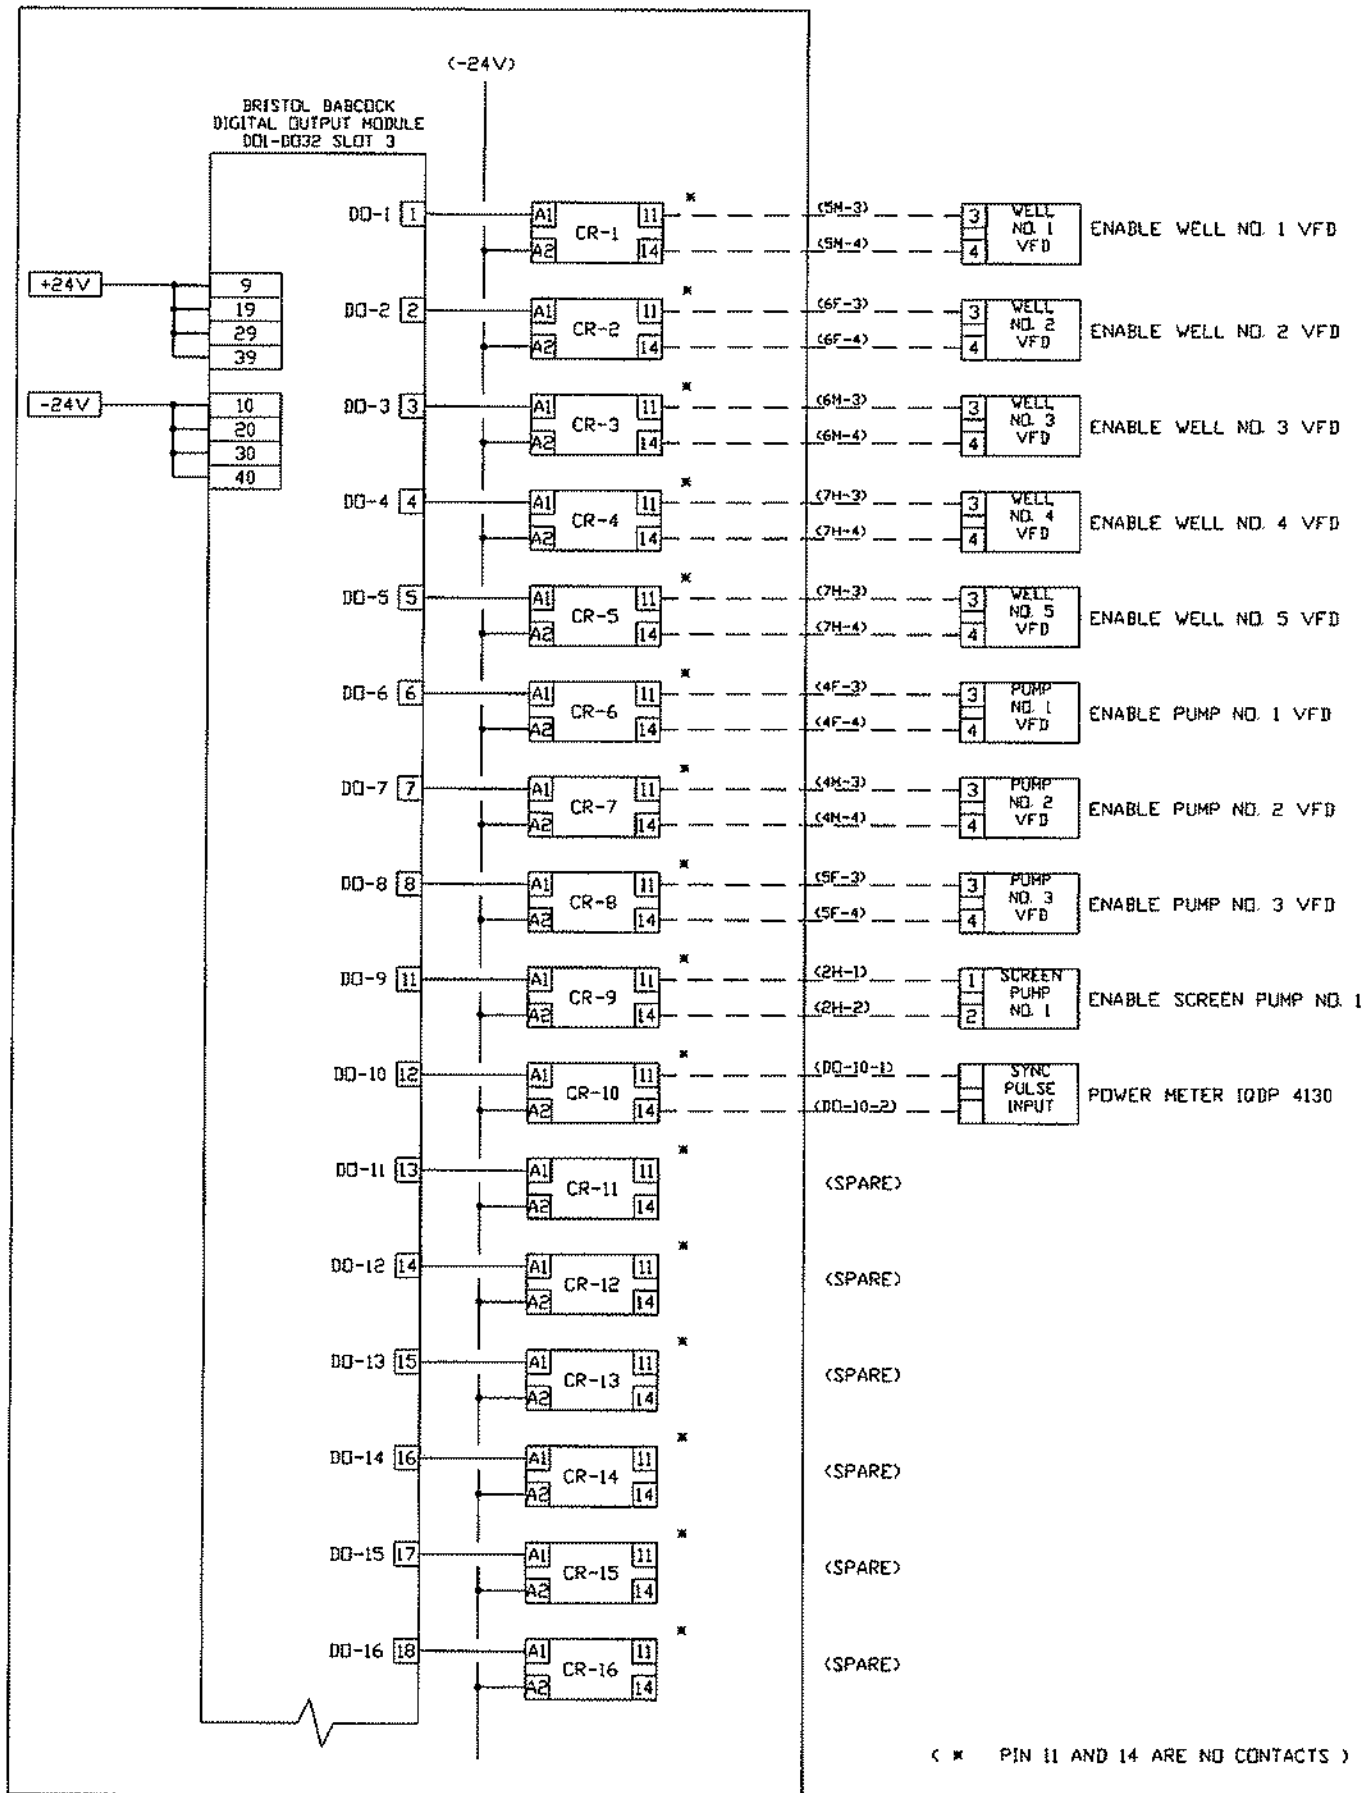 (-24V)
BRISTOL BABCOCK
DIGITAL OUTPUT MODULE
DO1-DO32 SLOT 3
DO-1 1 A1 CR-1 11 * (5M-3) 3 WELL
A2 14 (5M-4) 4 NO. 1
VFD
ENABLE WELL NO. 1 VFD
+24V 9
19
29
39
DO-2 2 A1 CR-2 11 * (6F-3) 3 WELL
A2 14 (6F-4) 4 NO. 2
VFD
ENABLE WELL NO. 2 VFD
-24V 10
20
30
40
DO-3 3 A1 CR-3 11 * (6M-3) 3 WELL
A2 14 (6M-4) 4 NO. 3
VFD
ENABLE WELL NO. 3 VFD
DO-4 4 A1 CR-4 11 * (7H-3) 3 WELL
A2 14 (7H-4) 4 NO. 4
VFD
ENABLE WELL NO. 4 VFD
DO-5 5 A1 CR-5 11 * (7H-3) 3 WELL
A2 14 (7H-4) 4 NO. 5
VFD
ENABLE WELL NO. 5 VFD
DO-6 6 A1 CR-6 11 * (4F-3) 3 PUMP
A2 14 (4F-4) 4 NO. 1
VFD
ENABLE PUMP NO. 1 VFD
DO-7 7 A1 CR-7 11 * (4M-3) 3 PUMP
A2 14 (4M-4) 4 NO. 2
VFD
ENABLE PUMP NO. 2 VFD
DO-8 8 A1 CR-8 11 * (5F-3) 3 PUMP
A2 14 (5F-4) 4 NO. 3
VFD
ENABLE PUMP NO. 3 VFD
DO-9 11 A1 CR-9 11 * (2H-1) 1 SCREEN
A2 14 (2H-2) 2 PUMP
NO. 1
ENABLE SCREEN PUMP NO. 1
DO-10 12 A1 CR-10 11 * (DO-10-1) SYNC
A2 14 (DO-10-2) PULSE
INPUT
POWER METER IQDP 4130
DO-11 13 A1 CR-11 11 * (SPARE)
A2 14
DO-12 14 A1 CR-12 11 * (SPARE)
A2 14
DO-13 15 A1 CR-13 11 * (SPARE)
A2 14
DO-14 16 A1 CR-14 11 * (SPARE)
A2 14
DO-15 17 A1 CR-15 11 * (SPARE)
A2 14
DO-16 18 A1 CR-16 11 * (SPARE)
A2 14
( * PIN 11 AND 14 ARE NO CONTACTS )